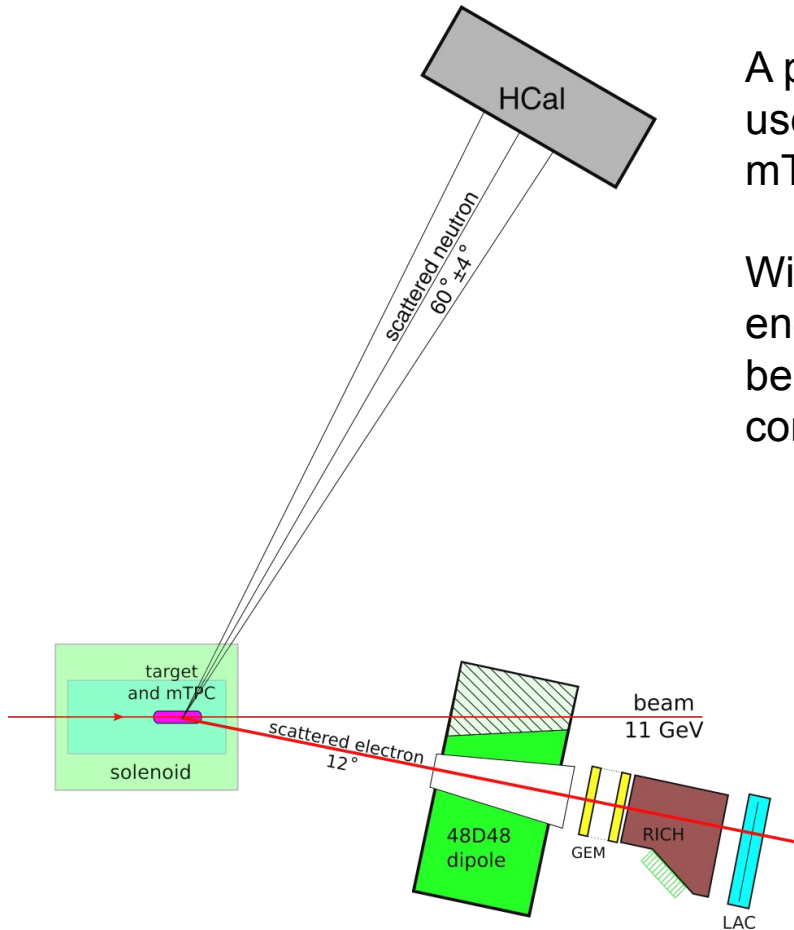 HCal
A
mT
scattered neutron
60° ±4°
target
and mTPC
solenoid
scattered electron
12°
beam
11 GeV
48D48
dipole
GEM
RICH
LAC